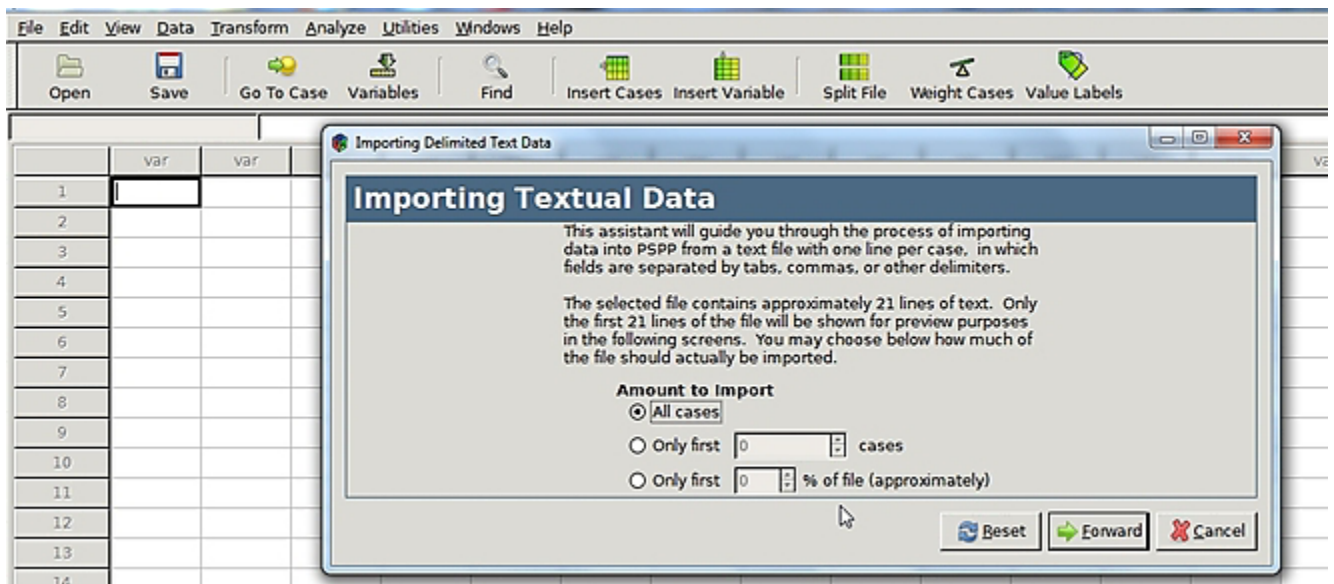 File Edit View Data Transform Analyze Utilities Windows Help
Open Save Go To Case Variables Find Insert Cases Insert Variable Split File Weight Cases Value Labels
Importing Delimited Text Data
var var
Importing Textual Data
This assistant will guide you through the process of importing
data into PSPP from a text file with one line per case, in which
fields are separated by tabs, commas, or other delimiters.
The selected file contains approximately 21 lines of text. Only
the first 21 lines of the file will be shown for preview purposes
in the following screens. You may choose below how much of
the file should actually be imported.
Amount to Import
All cases
Only first 0 cases
Only first 0 % of file (approximately)
Reset Forward Cancel
1
2
3
4
5
6
7
8
9
10
11
12
13
14